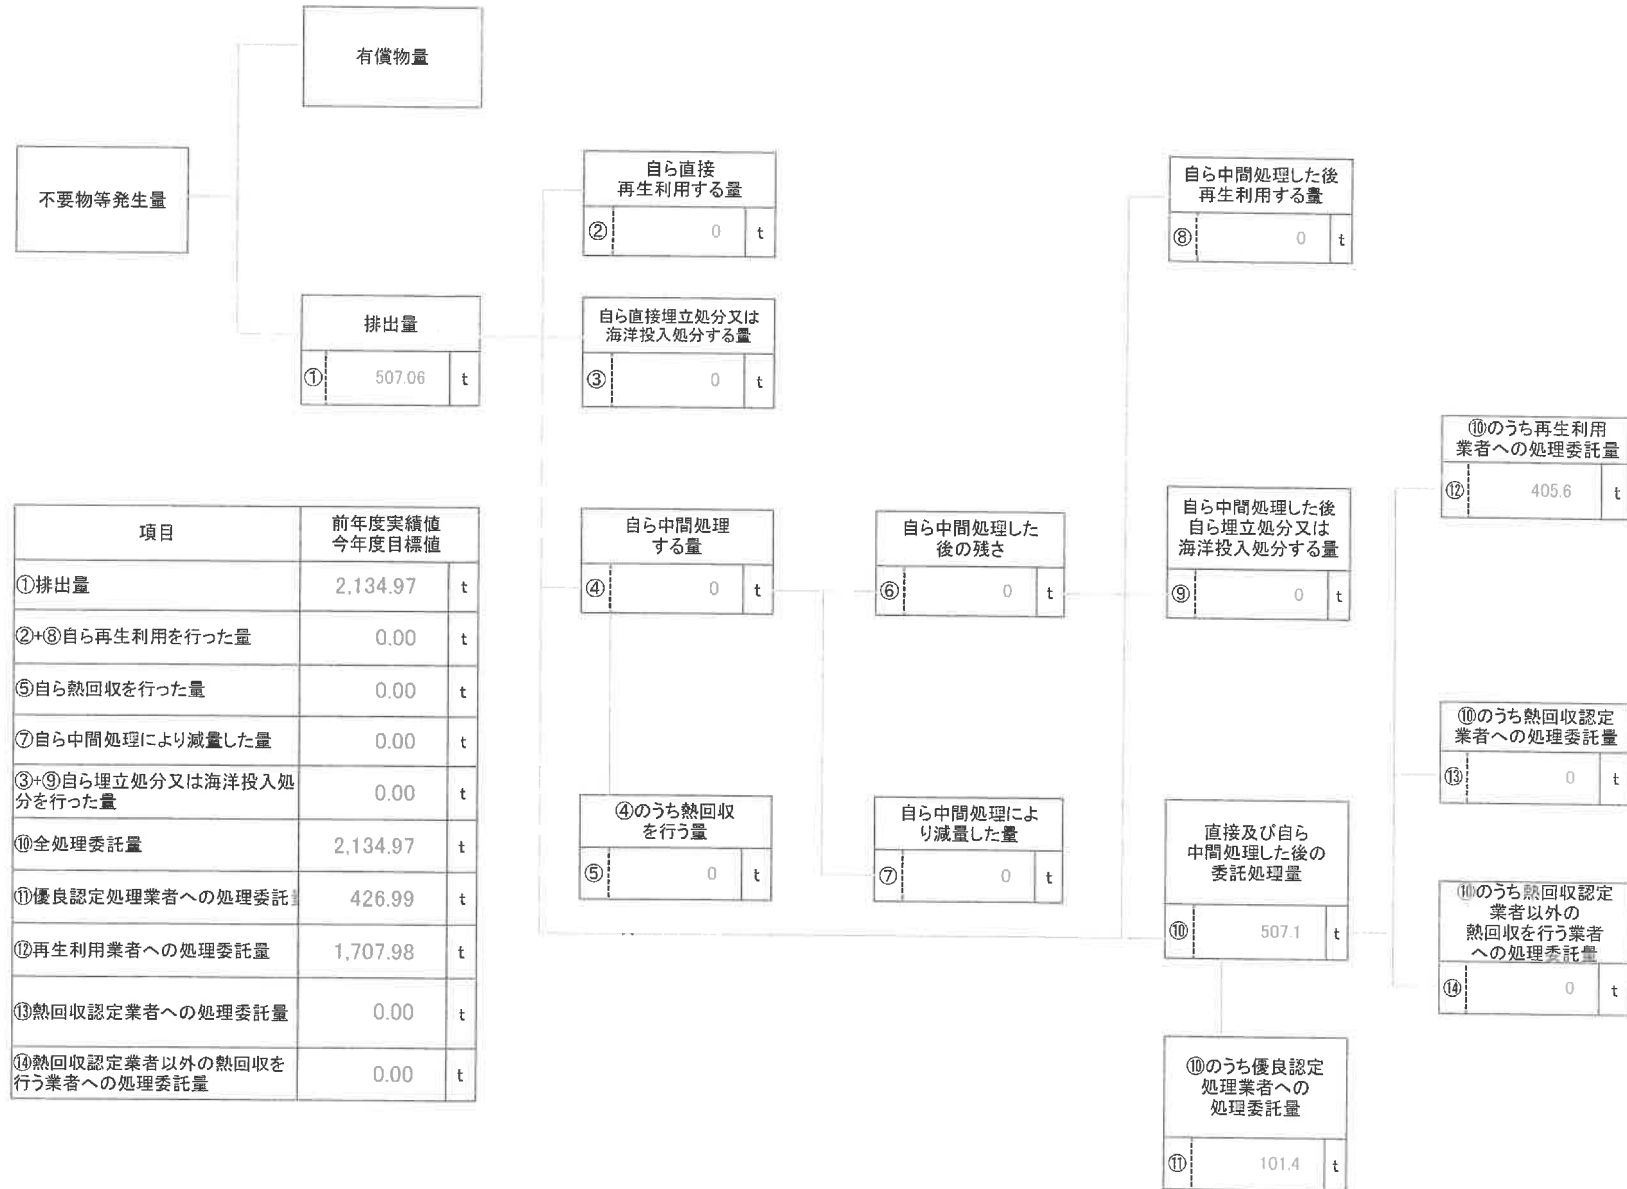 有償物量
不要物等発生量
排出量
① 507.06 t
自ら直接
再生利用する量
② 0 t
自ら直接埋立処分又は
海洋投入処分する量
③ 0 t
自ら中間処理
する量
④ 0 t
④のうち熱回収
を行う量
⑤ 0 t
自ら中間処理した
後の残さ
⑥ 0 t
自ら中間処理によ
り減量した量
⑦ 0 t
自ら中間処理した後
再生利用する量
⑧ 0 t
自ら中間処理した後
自ら埋立処分又は
海洋投入処分する量
⑨ 0 t
直接及び自ら
中間処理した後の
委託処理量
⑩ 507.1 t
⑩のうち優良認定
処理業者への
処理委託量
⑪ 101.4 t
⑩のうち再生利用
業者への処理委託量
⑫ 405.6 t
⑩のうち熱回収認定
業者への処理委託量
⑬ 0 t
⑩のうち熱回収認定
業者以外の
熱回収を行う業者
への処理委託量
⑭ 0 t
項目 前年度実績値
今年度目標値
①排出量 2,134.97 t
②+⑧自ら再生利用を行った量 0.00 t
⑤自ら熱回収を行った量 0.00 t
⑦自ら中間処理により減量した量 0.00 t
③+⑨自ら埋立処分又は海洋投入処
分を行った量 0.00 t
⑩全処理委託量 2,134.97 t
⑪優良認定処理業者への処理委託 426.99 t
⑫再生利用業者への処理委託量 1,707.98 t
⑬熱回収認定業者への処理委託量 0.00 t
⑭熱回収認定業者以外の熱回収を
行う業者への処理委託量 0.00 t